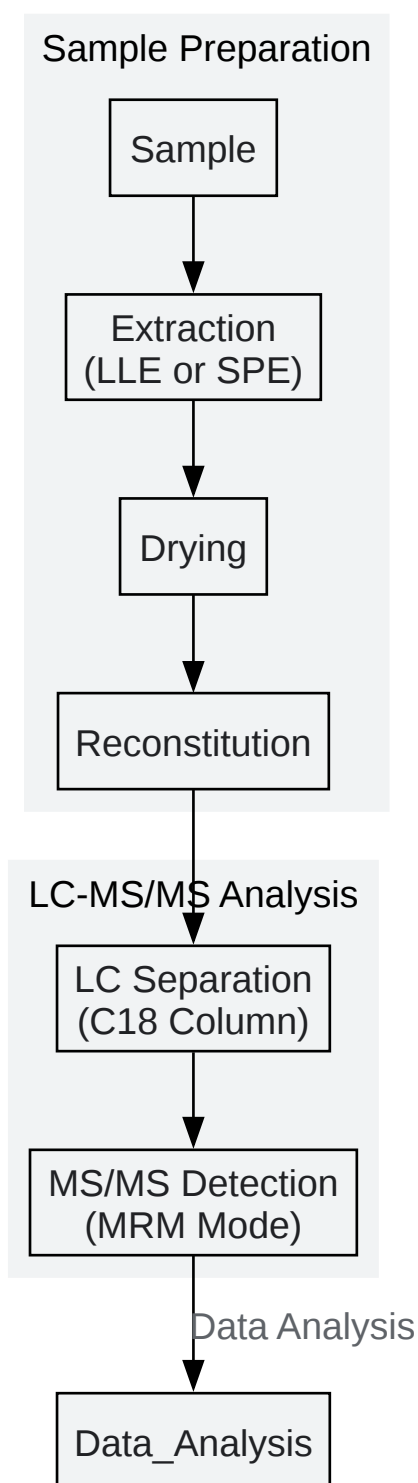 Sample Preparation
Sample
Extraction
(LLE or SPE)
Drying
Reconstitution
LC-MS/MS Analysis
LC Separation
(C18 Column)
MS/MS Detection
(MRM Mode)
Data Analysis
Data_Analysis